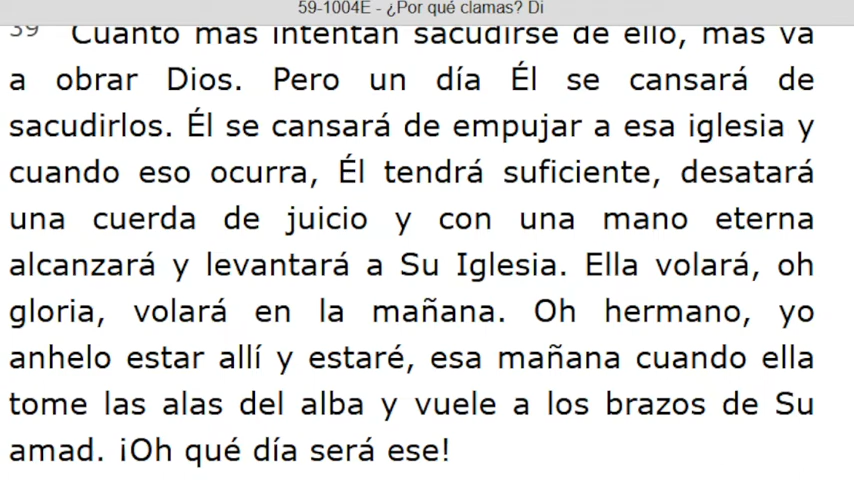 59-1004E - ¿Por qué clamas? Di
39 Cuanto más intentan sacudirse de ello, más va
a obrar Dios. Pero un día Él se cansará de
sacudirlos. Él se cansará de empujar a esa iglesia y
cuando eso ocurra, Él tendrá suficiente, desatará
una cuerda de juicio y con una mano eterna
alcanzará y levantará a Su Iglesia. Ella volará, oh
gloria, volará en la mañana. Oh hermano, yo
anhelo estar allí y estaré, esa mañana cuando ella
tome las alas del alba y vuele a los brazos de Su
amad. ¡Oh qué día será ese!